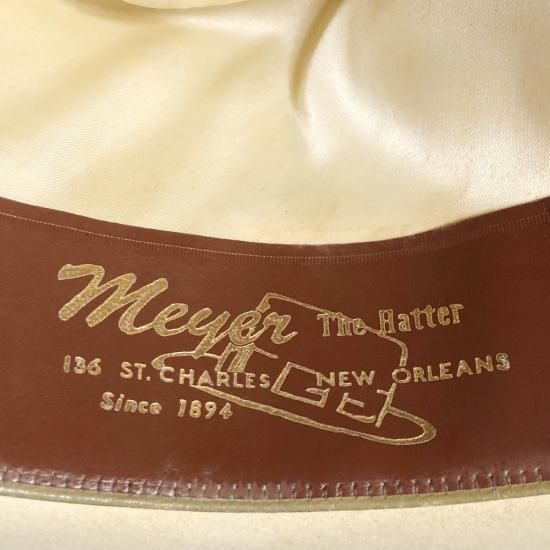 Meyer The Hatter
136 ST. CHARLES NEW ORLEANS
Since 1894